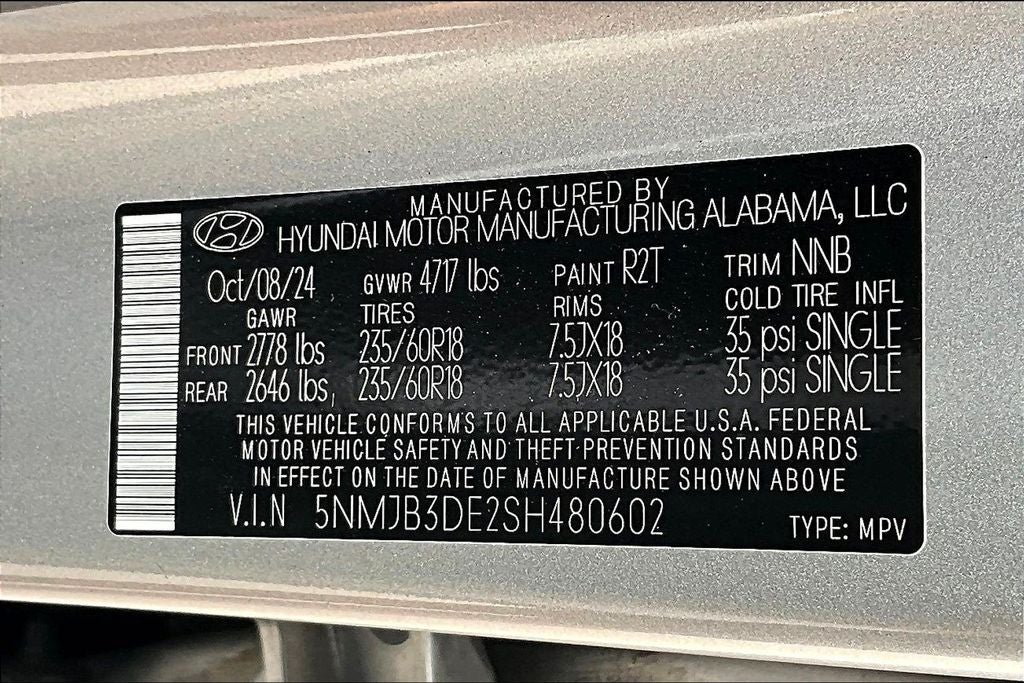 MANUFACTURED BY
HYUNDAI MOTOR MANUFACTURING ALABAMA, LLC
Oct/08/24 GVWR 4717 lbs PAINT R2T TRIM NNB
GAWR TIRES RIMS COLD TIRE INFL
FRONT 2778 lbs 235/60R18 7.5JX18 35 psi SINGLE
REAR 2646 lbs, 235/60R18 7.5JX18 35 psi SINGLE
THIS VEHICLE CONFORMS TO ALL APPLICABLE U.S.A. FEDERAL
MOTOR VEHICLE SAFETY AND THEFT PREVENTION STANDARDS
IN EFFECT ON THE DATE OF MANUFACTURE SHOWN ABOVE
V.I.N 5NMJB3DE2SH480602 TYPE: MPV